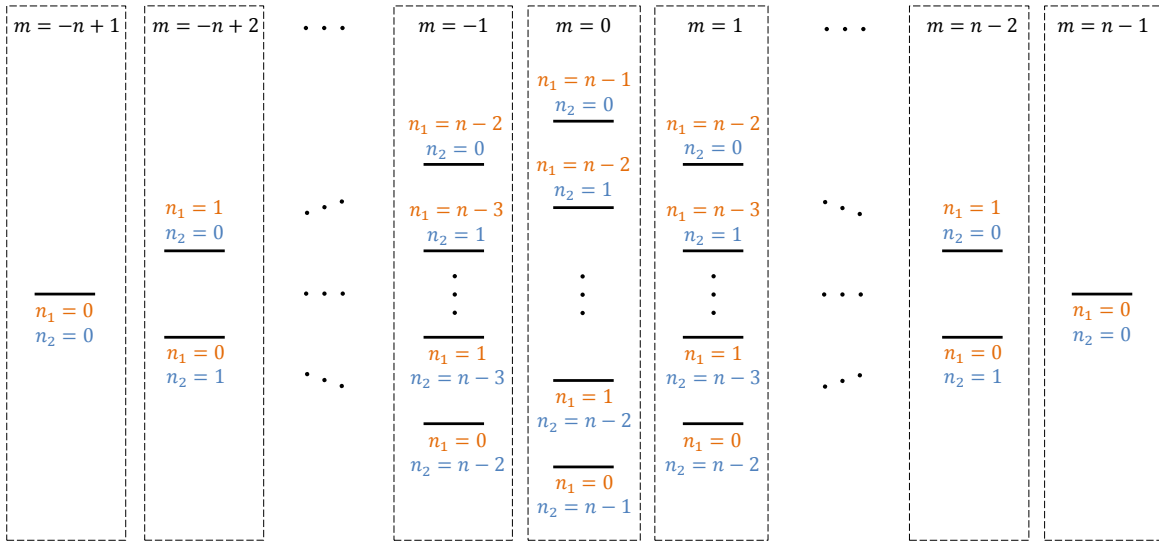 m = −n + 1
m = −n + 2
· · ·
m = −1
m = 0
m = 1
· · ·
m = n − 2
m = n − 1
n₁ = 0
n₂ = 0
n₁ = 1
n₂ = 0
n₁ = 0
n₂ = 1
n₁ = n − 2
n₂ = 0
n₁ = n − 3
n₂ = 1
n₁ = 1
n₂ = n − 3
n₁ = 0
n₂ = n − 2
n₁ = n − 1
n₂ = 0
n₁ = n − 2
n₂ = 1
n₁ = 1
n₂ = n − 2
n₁ = 0
n₂ = n − 1
n₁ = n − 2
n₂ = 0
n₁ = n − 3
n₂ = 1
n₁ = 1
n₂ = n − 3
n₁ = 0
n₂ = n − 2
n₁ = 1
n₂ = 0
n₁ = 0
n₂ = 1
n₁ = 0
n₂ = 0